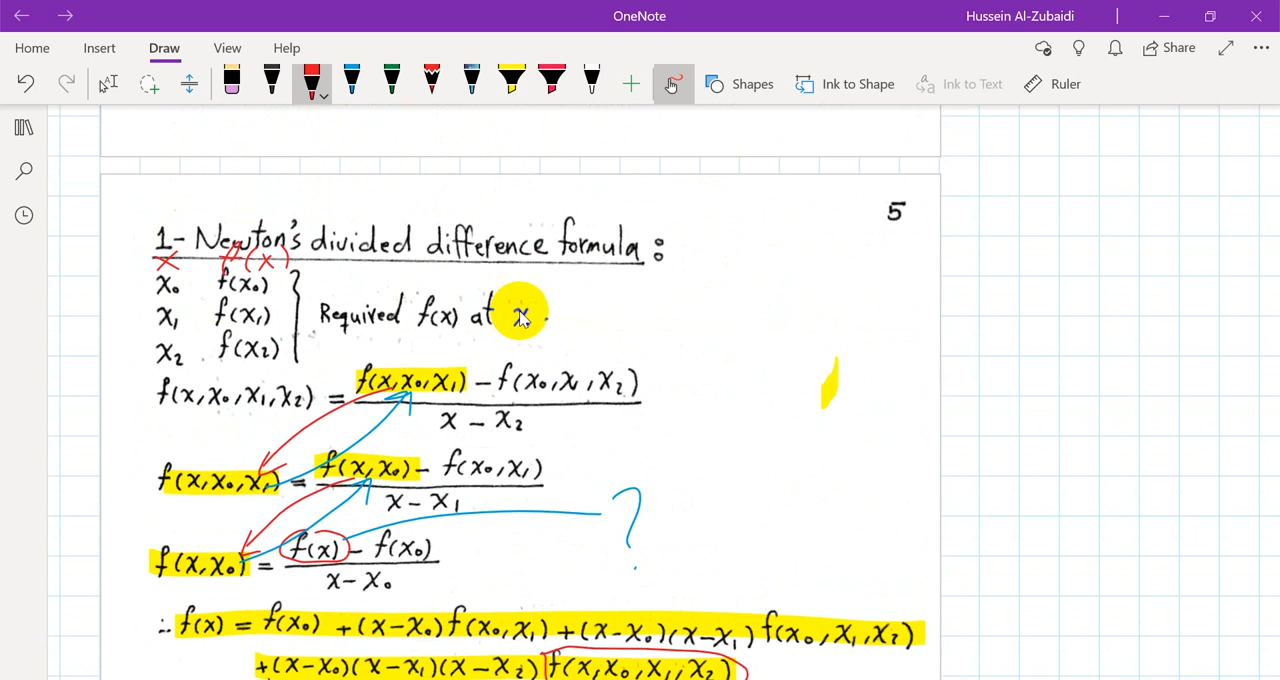 OneNote
Hussein Al-Zubaidi
Home Insert Draw View Help
Share
Shapes Ink to Shape Ink to Text Ruler
5
1- Newton's divided difference formula :
x f(x)
x₀ f(x₀)
x₁ f(x₁) Required f(x) at x .
x₂ f(x₂)
f(x,x₀,x₁,x₂) = f(x,x₀,x₁) - f(x₀,x₁,x₂)
x - x₂
f(x,x₀,x₁) = f(x,x₀) - f(x₀,x₁)
x - x₁
?
f(x,x₀) = f(x) - f(x₀)
x - x₀
∴ f(x) = f(x₀) + (x-x₀) f(x₀,x₁) + (x-x₀)(x-x₁) f(x₀,x₁,x₂)
+ (x-x₀)(x-x₁)(x-x₂) f(x,x₀,x₁,x₂)